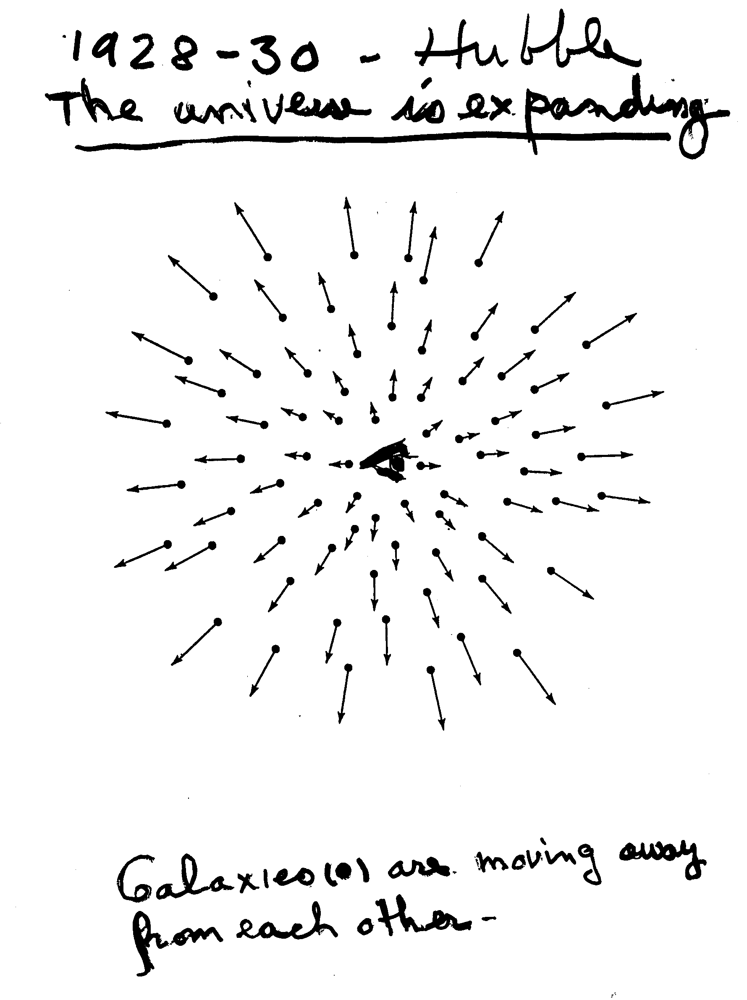 1928-30 - Hubble
The universe is expanding
Galaxies (•) are moving away
from each other -